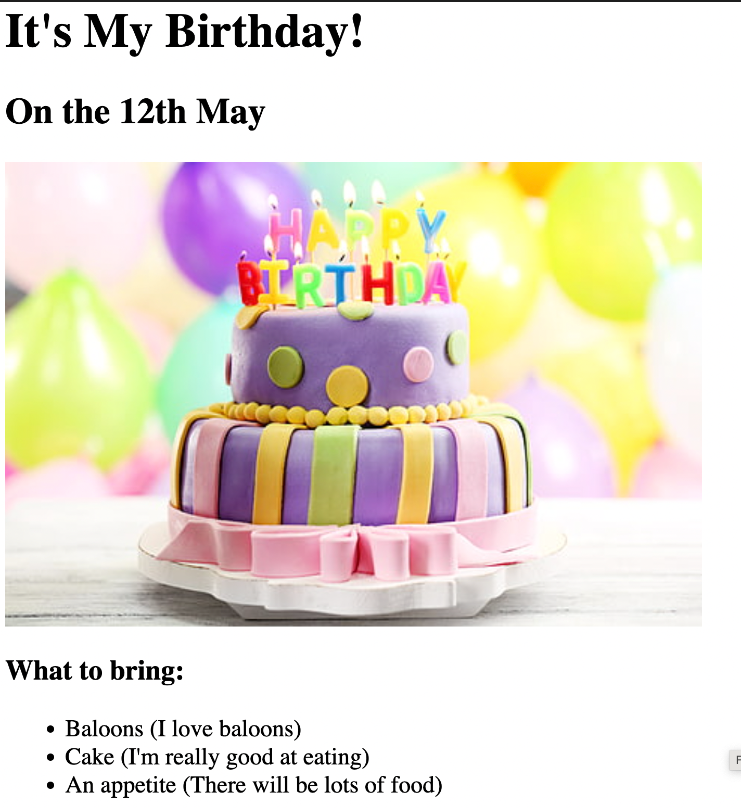 It's My Birthday!
On the 12th May
HAPPY
BIRTHDAY
What to bring:
Baloons (I love baloons)
Cake (I'm really good at eating)
An appetite (There will be lots of food)